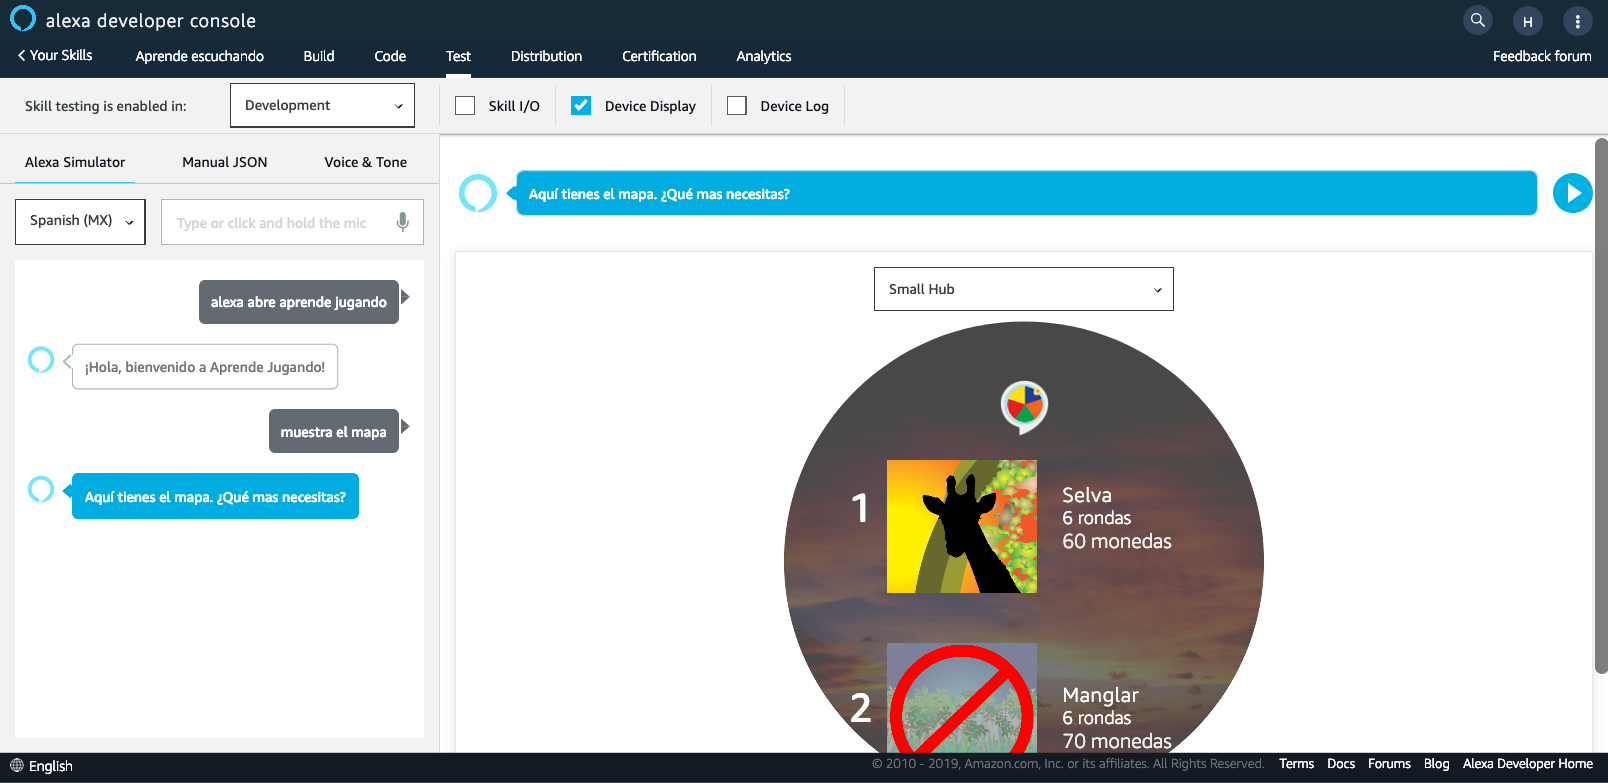 alexa developer console
H
Your Skills
Aprende escuchando
Build
Code
Test
Distribution
Certification
Analytics
Feedback forum
Skill testing is enabled in:
Development
Skill I/O
Device Display
Device Log
Alexa Simulator
Manual JSON
Voice & Tone
Spanish (MX)
Type or click and hold the mic
alexa abre aprende jugando
¡Hola, bienvenido a Aprende Jugando!
muestra el mapa
Aquí tienes el mapa. ¿Qué mas necesitas?
Aquí tienes el mapa. ¿Qué mas necesitas?
Small Hub
1
Selva
6 rondas
60 monedas
2
Manglar
6 rondas
70 monedas
English
© 2010 - 2019, Amazon.com, Inc. or its affiliates. All Rights Reserved.
Terms
Docs
Forums
Blog
Alexa Developer Home